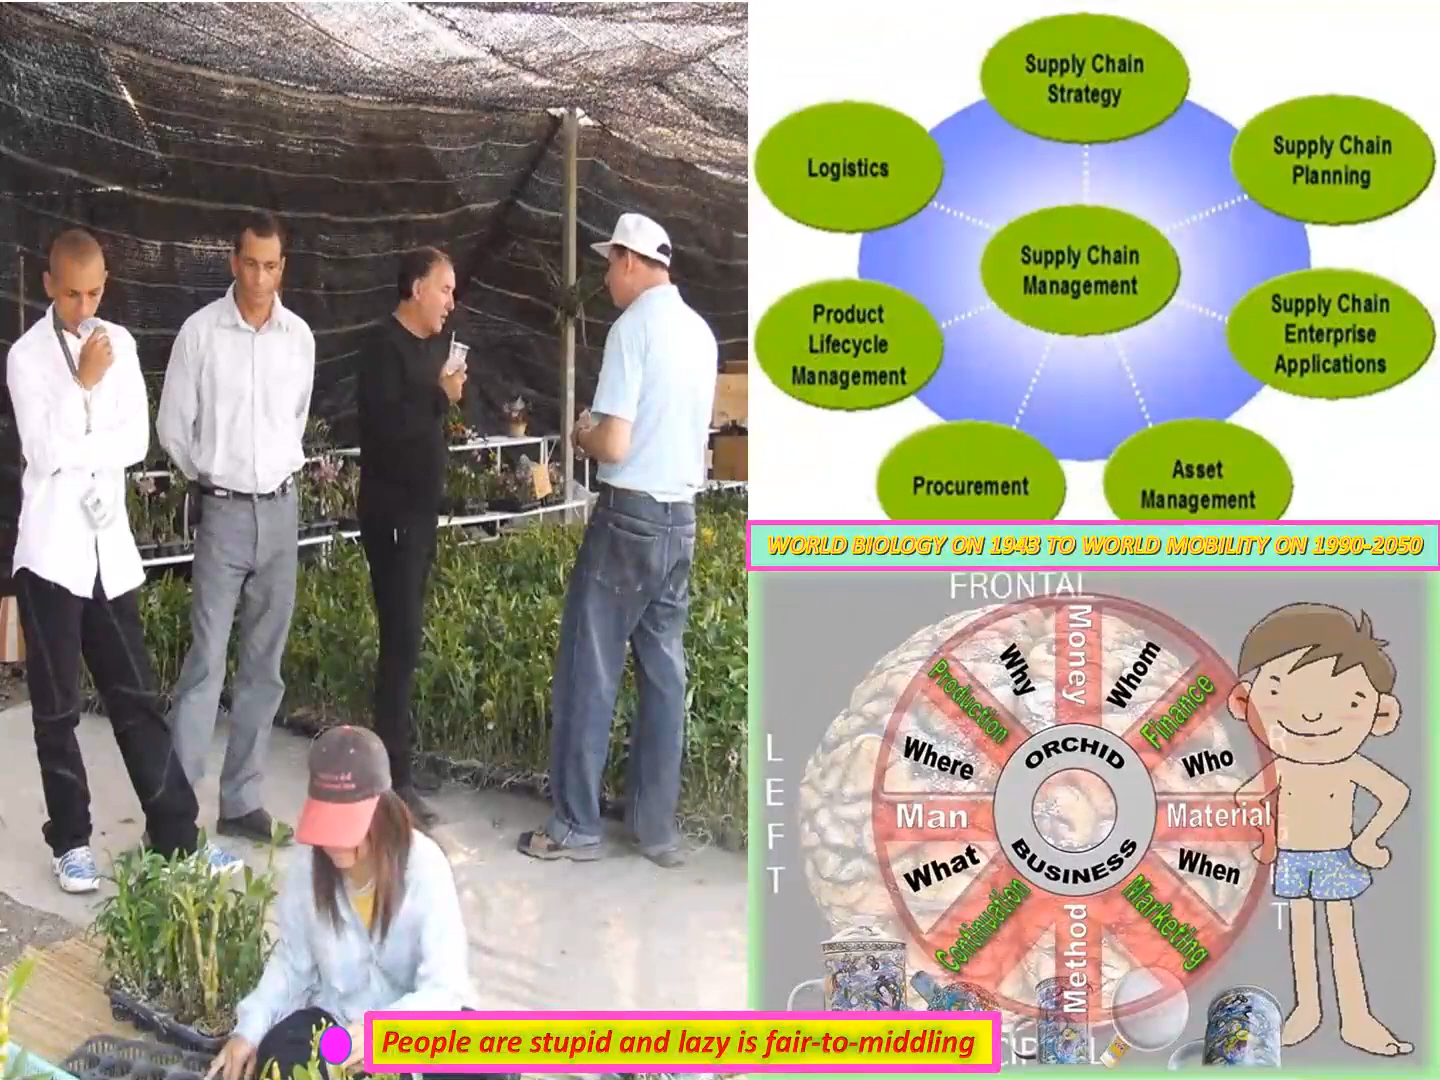 Supply Chain
Strategy
Logistics
Supply Chain
Planning
Supply Chain
Management
Product
Lifecycle
Management
Supply Chain
Enterprise
Applications
Procurement
Asset
Management
WORLD BIOLOGY ON 1943 TO WORLD MOBILITY ON 1990-2050
FRONTAL
Money
Why
Whom
Production
Finance
Where
Who
ORCHID
BUSINESS
Man
Material
What
When
Continuation
Marketing
Method
LEFT
People are stupid and lazy is fair-to-middling